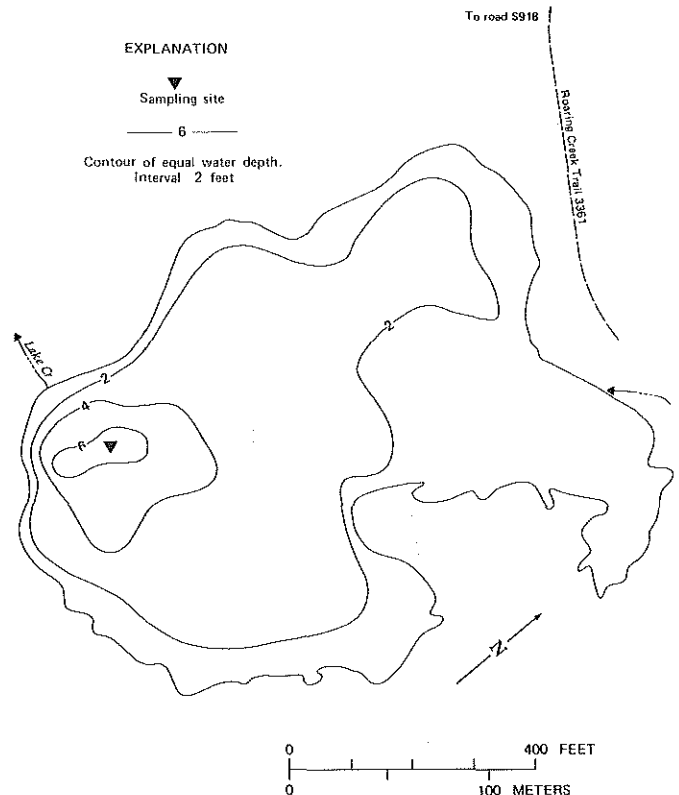 To road S918
EXPLANATION
Sampling site
6
Contour of equal water depth.
Interval 2 feet
Roaring Creek Trail 3361
2
Lake Cr
2
4
6
N
0 400 FEET
0 100 METERS